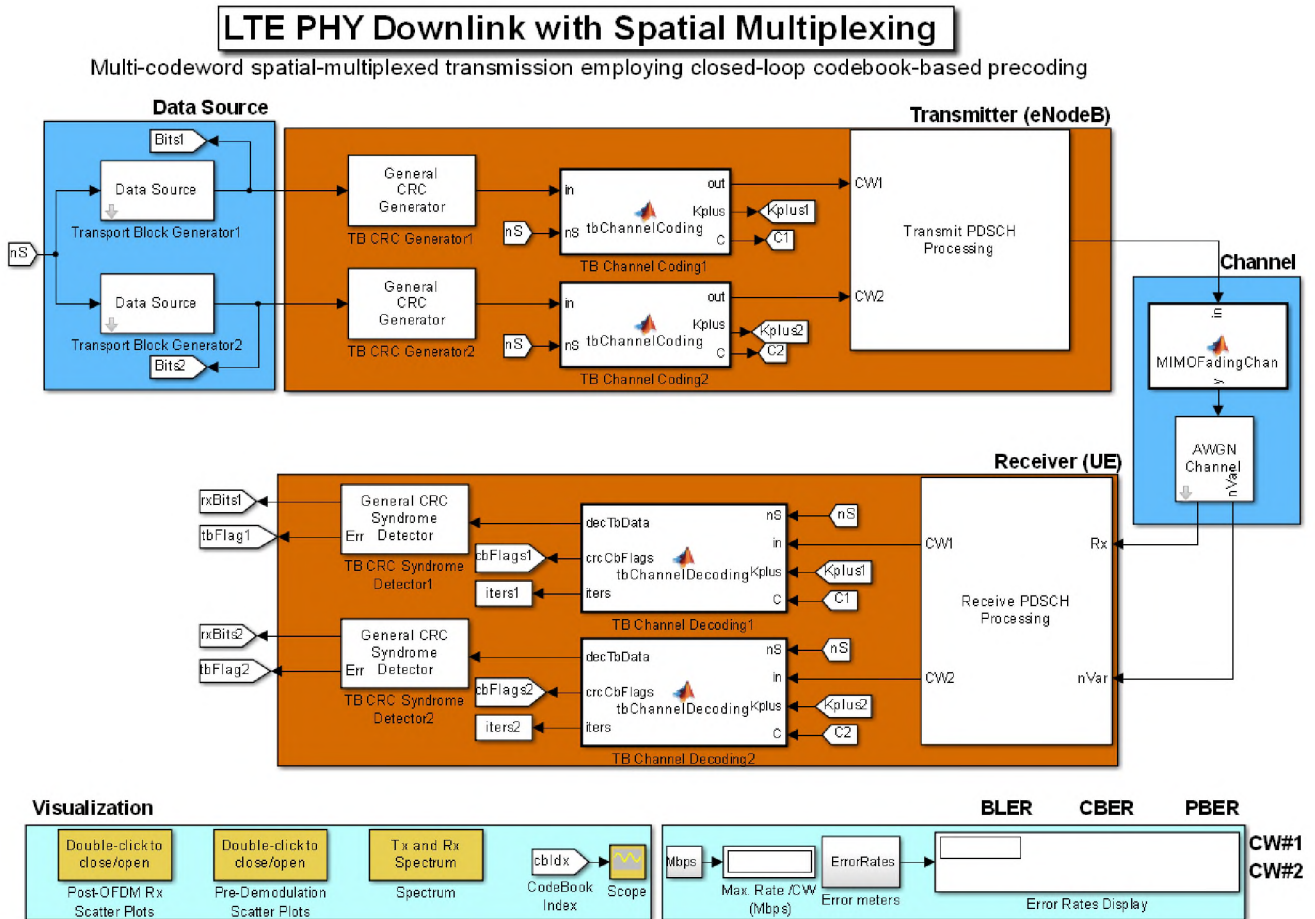 LTE PHY Downlink with Spatial Multiplexing
Multi-codeword spatial-multiplexed transmission employing closed-loop codebook-based precoding
Data Source
Transmitter (eNodeB)
Bits1
Data Source
Transport Block Generator1
nS
Data Source
Transport Block Generator2
Bits2
General
CRC
Generator
TB CRC Generator1
General
CRC
Generator
TB CRC Generator2
nS
in
nS
tbChannelCoding
out
Kplus
C
TB Channel Coding1
Kplus1
C1
nS
in
nS
tbChannelCoding
out
Kplus
C
TB Channel Coding2
Kplus2
C2
CW1
CW2
Transmit PDSCH
Processing
Channel
in
MIMOFadingChan
y
AWGN
Channel
nVar
Receiver (UE)
rxBits1
tbFlag1
General CRC
Syndrome
Detector
Err
TB CRC Syndrome
Detector1
cbFlags1
iters1
decTbData
crcCbFlags
iters
tbChannelDecoding
nS
in
Kplus
C
TB Channel Decoding1
nS
Kplus1
C1
rxBits2
tbFlag2
General CRC
Syndrome
Detector
Err
TB CRC Syndrome
Detector2
cbFlags2
iters2
decTbData
crcCbFlags
iters
tbChannelDecoding
nS
in
Kplus
C
TB Channel Decoding2
nS
Kplus2
C2
CW1
CW2
Receive PDSCH
Processing
Rx
nVar
Visualization
BLER CBER PBER
Double-click to
close/open
Post-OFDM Rx
Scatter Plots
Double-click to
close/open
Pre-Demodulation
Scatter Plots
Tx and Rx
Spectrum
Spectrum
cbIdx
CodeBook
Index
Scope
Mbps
Max. Rate /CW
(Mbps)
ErrorRates
Error meters
Error Rates Display
CW#1
CW#2